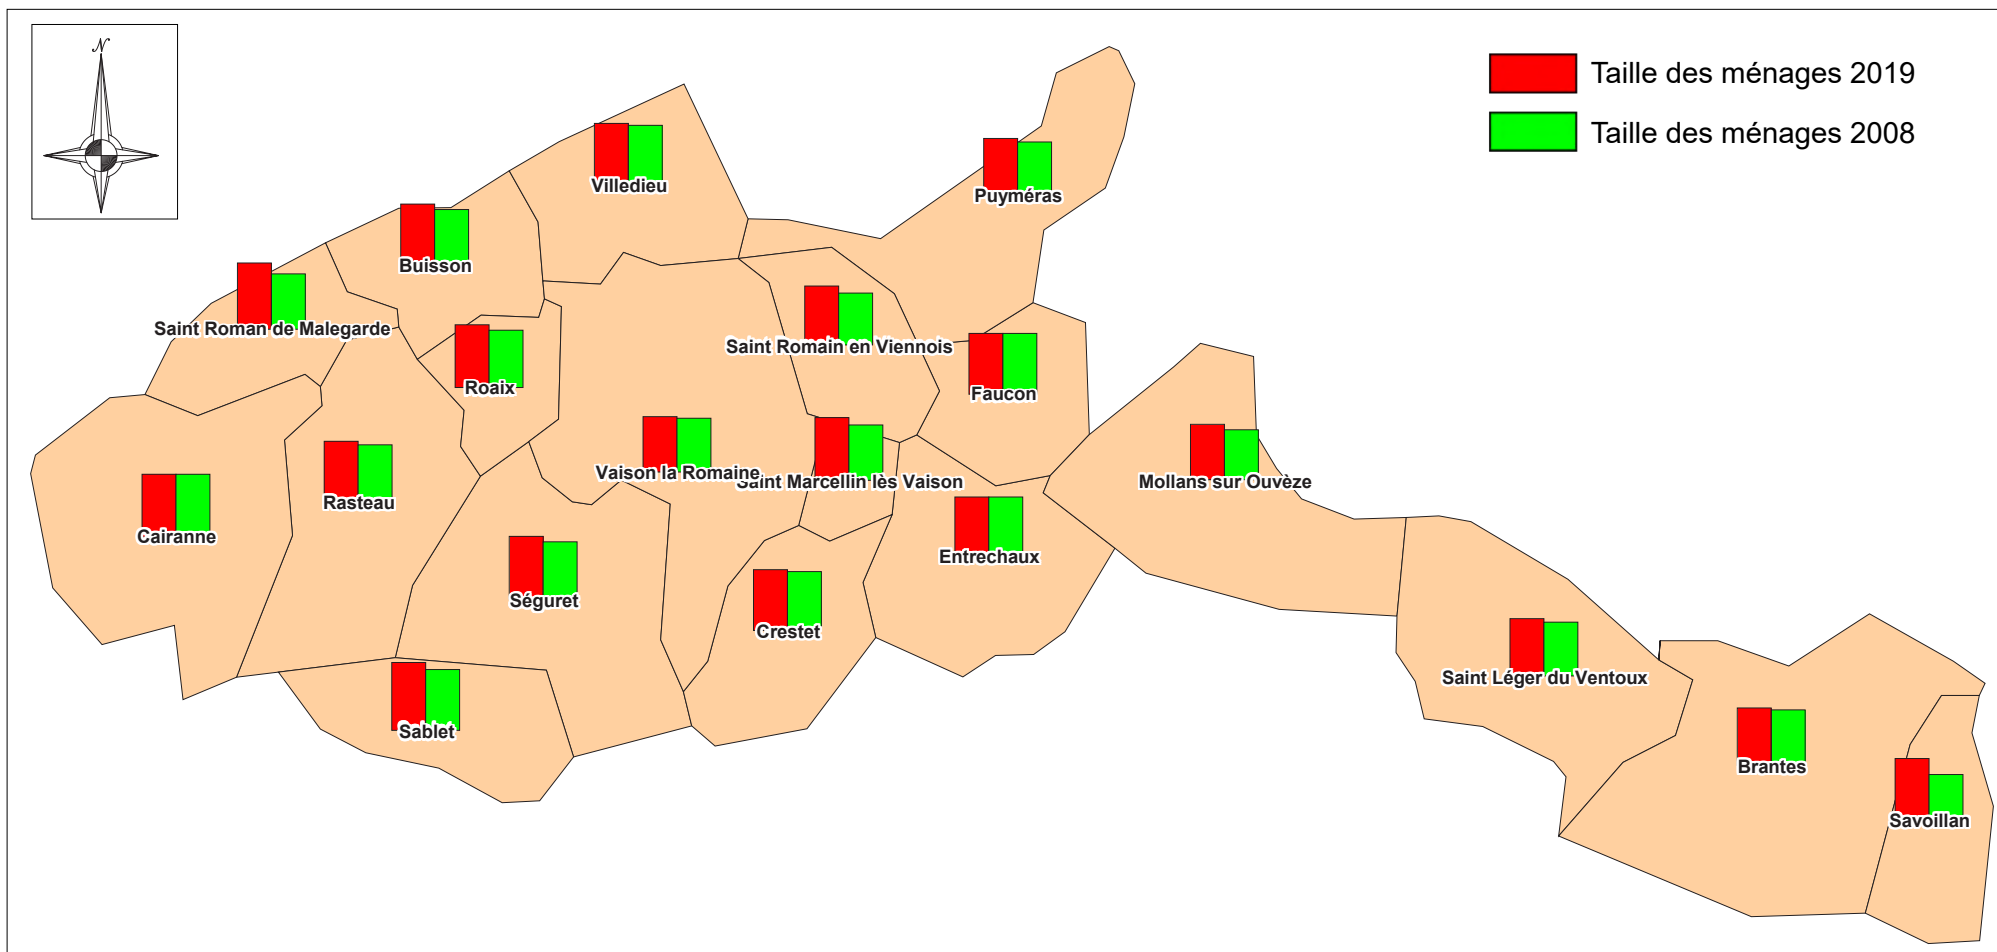 N
Taille des ménages 2019
Taille des ménages 2008
Villedieu
Puyméras
Buisson
Saint Roman de Malegarde
Saint Romain en Viennois
Roaix
Faucon
Vaison la Romaine
Saint Marcellin lès Vaison
Mollans sur Ouvèze
Rasteau
Cairanne
Entrechaux
Séguret
Crestet
Saint Léger du Ventoux
Sablet
Brantes
Savoillan